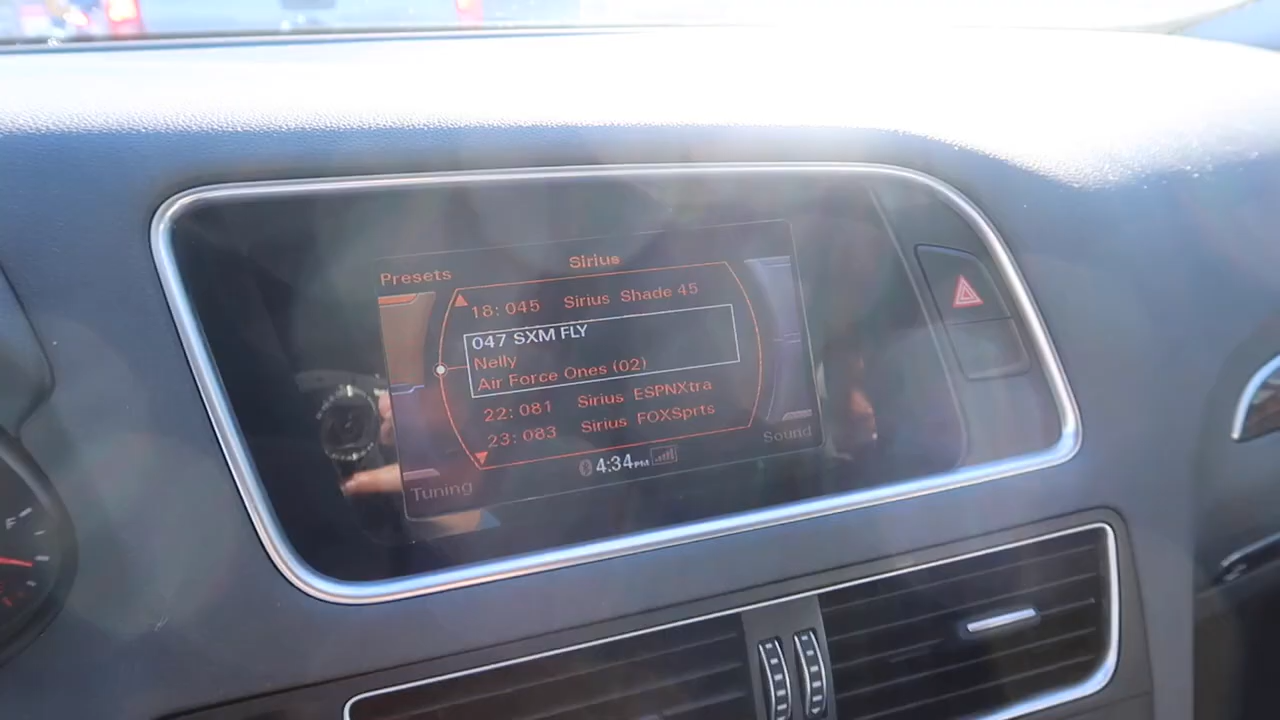 Sirius
Presets
18: 045 Sirius Shade 45
047 SXM FLY
Nelly
Air Force Ones (02)
22: 081 Sirius ESPNXtra
23: 083 Sirius FOXSprts
Sound
4:34PM
Tuning
F